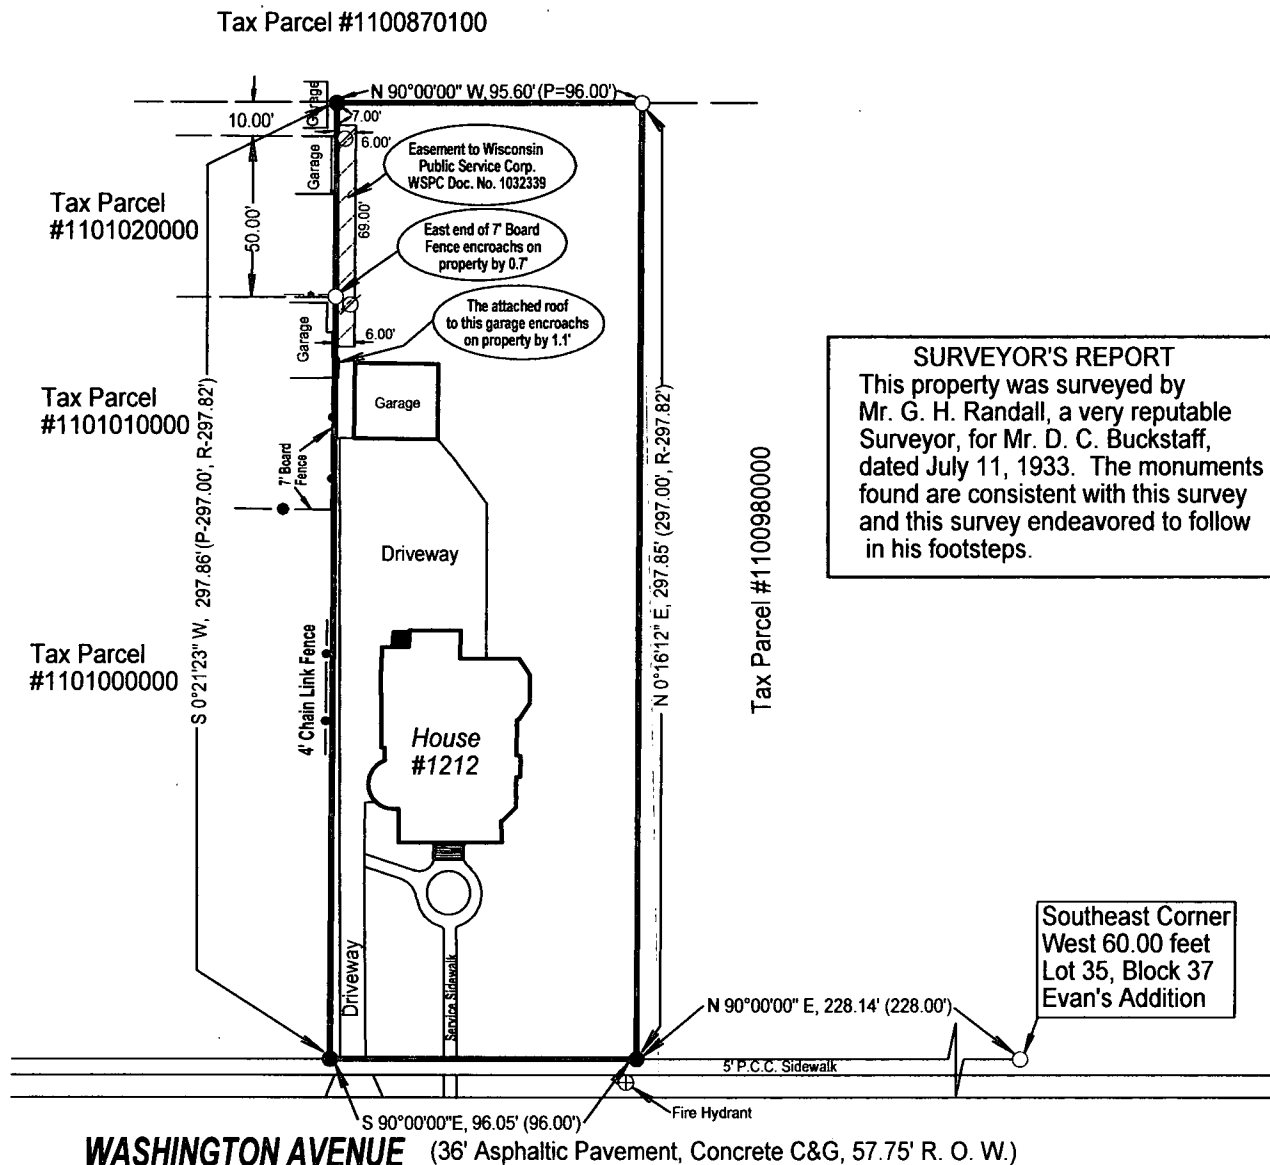 Tax Parcel #1100870100
N 90°00'00" W, 95.60' (P=96.00')
Garage
10.00'
7.00'
6.00'
Garage
Easement to Wisconsin
Public Service Corp.
WSPC Doc. No. 1032339
Tax Parcel
#1101020000
50.00'
69.00'
East end of 7' Board
Fence encroachs on
property by 0.7'
The attached roof
to this garage encroachs
on property by 1.1'
Garage
6.00'
SURVEYOR'S REPORT
This property was surveyed by
Mr. G. H. Randall, a very reputable
Surveyor, for Mr. D. C. Buckstaff,
dated July 11, 1933. The monuments
found are consistent with this survey
and this survey endeavored to follow
in his footsteps.
Tax Parcel
#1101010000
Garage
7' Board
Fence
S 0°21'23" W, 297.86' (P-297.00', R-297.82')
N 0°16'12" E, 297.85' (297.00', R-297.82')
Tax Parcel #1100980000
Driveway
Tax Parcel
#1101000000
4' Chain Link Fence
House
#1212
Driveway
Service Sidewalk
Southeast Corner
West 60.00 feet
Lot 35, Block 37
Evan's Addition
N 90°00'00" E, 228.14' (228.00')
5' P.C.C. Sidewalk
Fire Hydrant
S 90°00'00"E, 96.05' (96.00')
WASHINGTON AVENUE (36' Asphaltic Pavement, Concrete C&G, 57.75' R. O. W.)